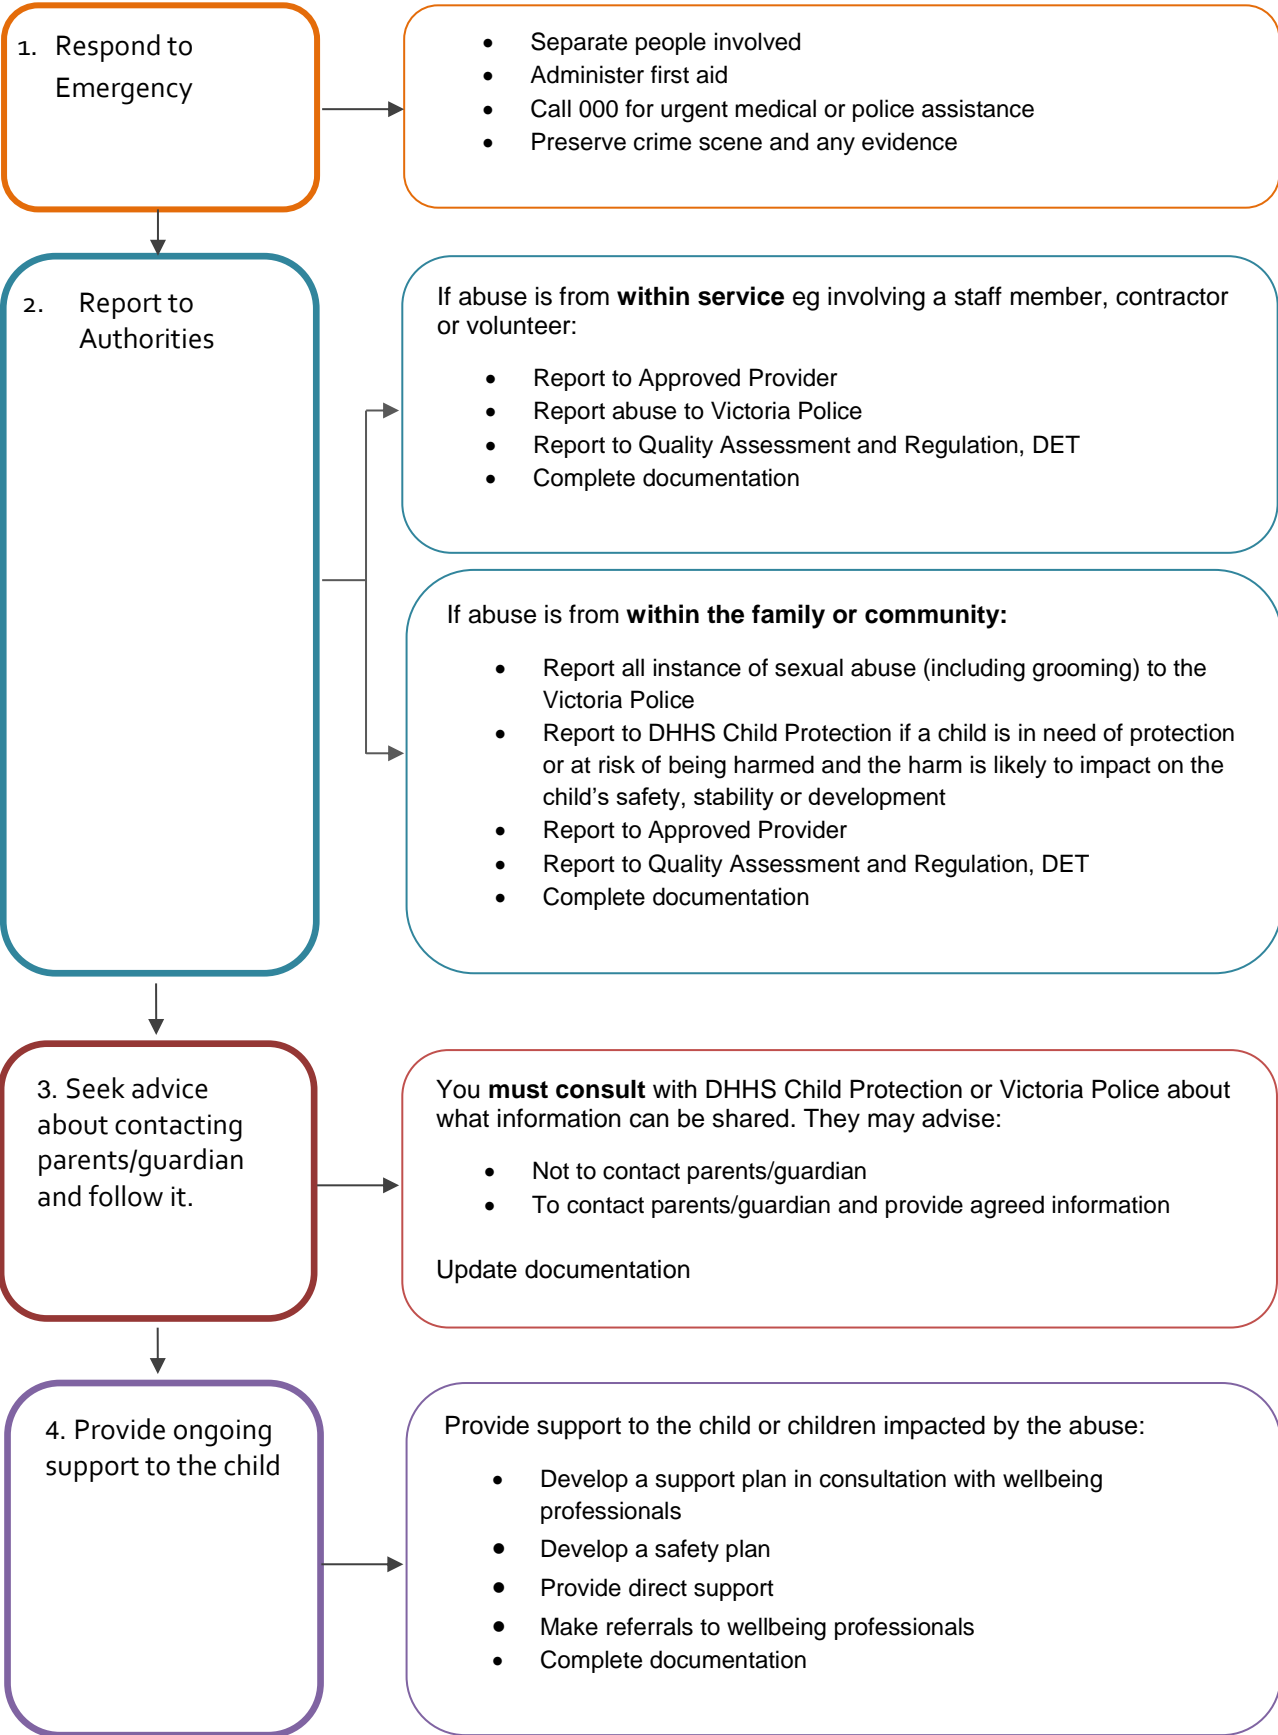 1. Respond to
Emergency
• Separate people involved
• Administer first aid
• Call 000 for urgent medical or police assistance
• Preserve crime scene and any evidence
2. Report to
Authorities
If abuse is from within service eg involving a staff member, contractor
or volunteer:
• Report to Approved Provider
• Report abuse to Victoria Police
• Report to Quality Assessment and Regulation, DET
• Complete documentation
If abuse is from within the family or community:
• Report all instance of sexual abuse (including grooming) to the
Victoria Police
• Report to DHHS Child Protection if a child is in need of protection
or at risk of being harmed and the harm is likely to impact on the
child’s safety, stability or development
• Report to Approved Provider
• Report to Quality Assessment and Regulation, DET
• Complete documentation
3. Seek advice
about contacting
parents/guardian
and follow it.
You must consult with DHHS Child Protection or Victoria Police about
what information can be shared. They may advise:
• Not to contact parents/guardian
• To contact parents/guardian and provide agreed information
Update documentation
4. Provide ongoing
support to the child
Provide support to the child or children impacted by the abuse:
• Develop a support plan in consultation with wellbeing
professionals
• Develop a safety plan
• Provide direct support
• Make referrals to wellbeing professionals
• Complete documentation